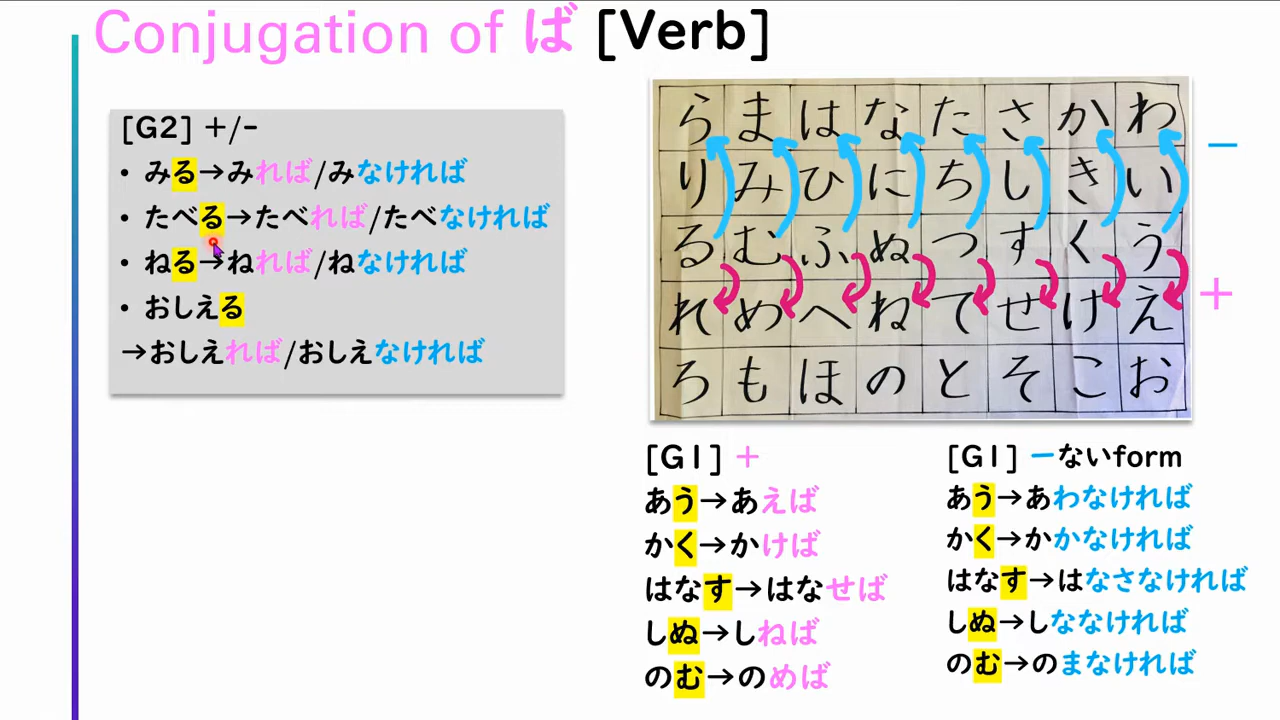 Conjugation of ば [Verb]
[G2] +/-
• みる→みれば/みなければ
• たべる→たべれば/たべなければ
• ねる→ねれば/ねなければ
• おしえる
→おしえれば/おしえなければ
ら ま は な た さ か わ
り み ひ に ち し き い
る む ふ ぬ つ す く う
れ め へ ね て せ け え
ろ も ほ の と そ こ お
−
+
[G1] +
あう→あえば
かく→かけば
はなす→はなせば
しぬ→しねば
のむ→のめば
[G1] −ないform
あう→あわなければ
かく→かかなければ
はなす→はなさなければ
しぬ→しななければ
のむ→のまなければ